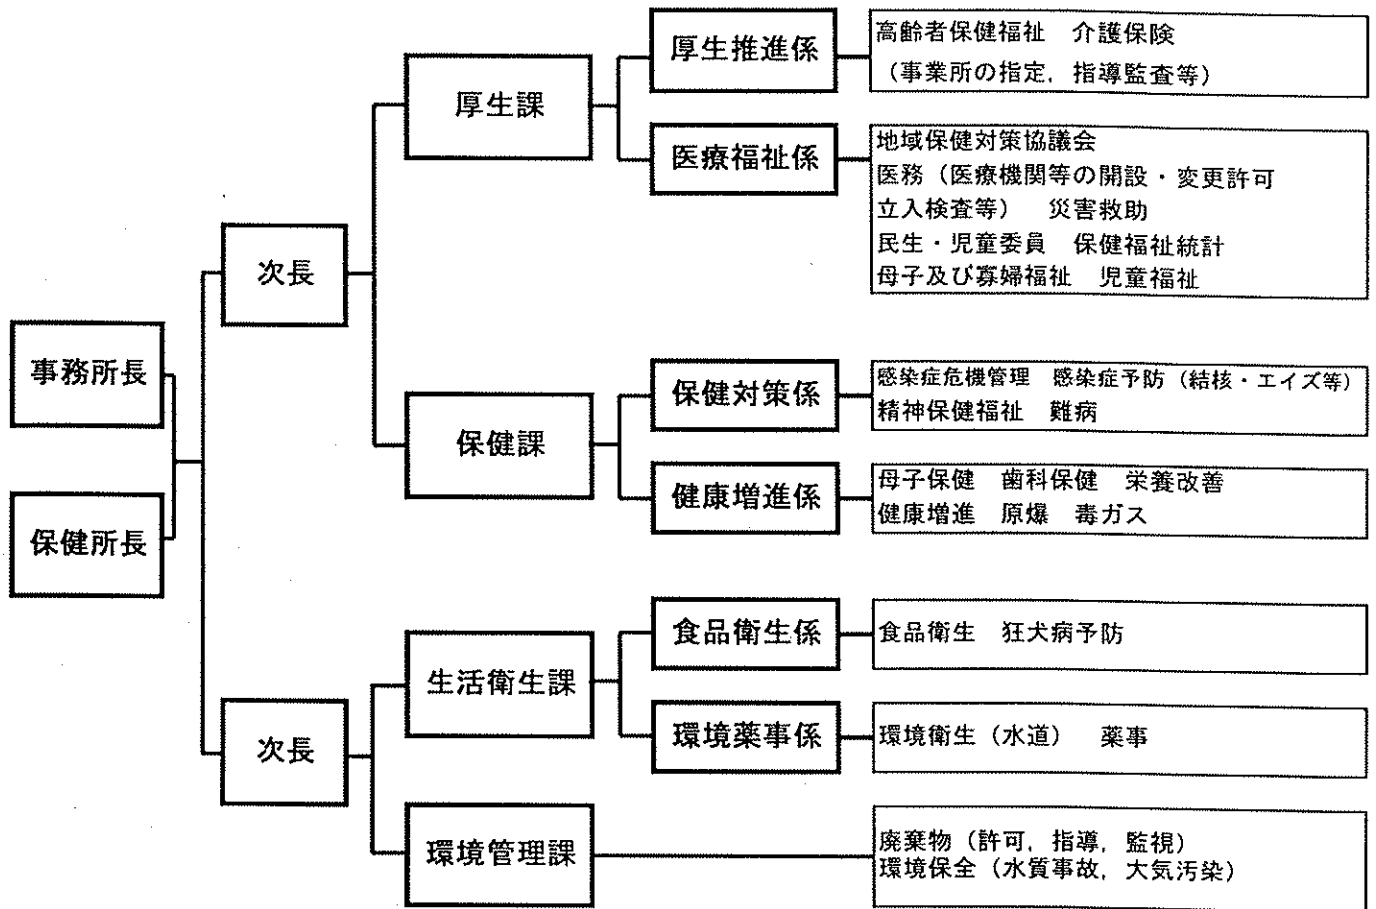 事務所長
保健所長
次長
厚生課
厚生推進係
高齢者保健福祉　介護保険
（事業所の指定，指導監査等）
医療福祉係
地域保健対策協議会
医務（医療機関等の開設・変更許可
立入検査等）　災害救助
民生・児童委員　保健福祉統計
母子及び寡婦福祉　児童福祉
保健課
保健対策係
感染症危機管理　感染症予防（結核・エイズ等）
精神保健福祉　難病
健康増進係
母子保健　歯科保健　栄養改善
健康増進　原爆　毒ガス
次長
生活衛生課
食品衛生係
食品衛生　狂犬病予防
環境薬事係
環境衛生（水道）　薬事
環境管理課
廃棄物（許可，指導，監視）
環境保全（水質事故，大気汚染）